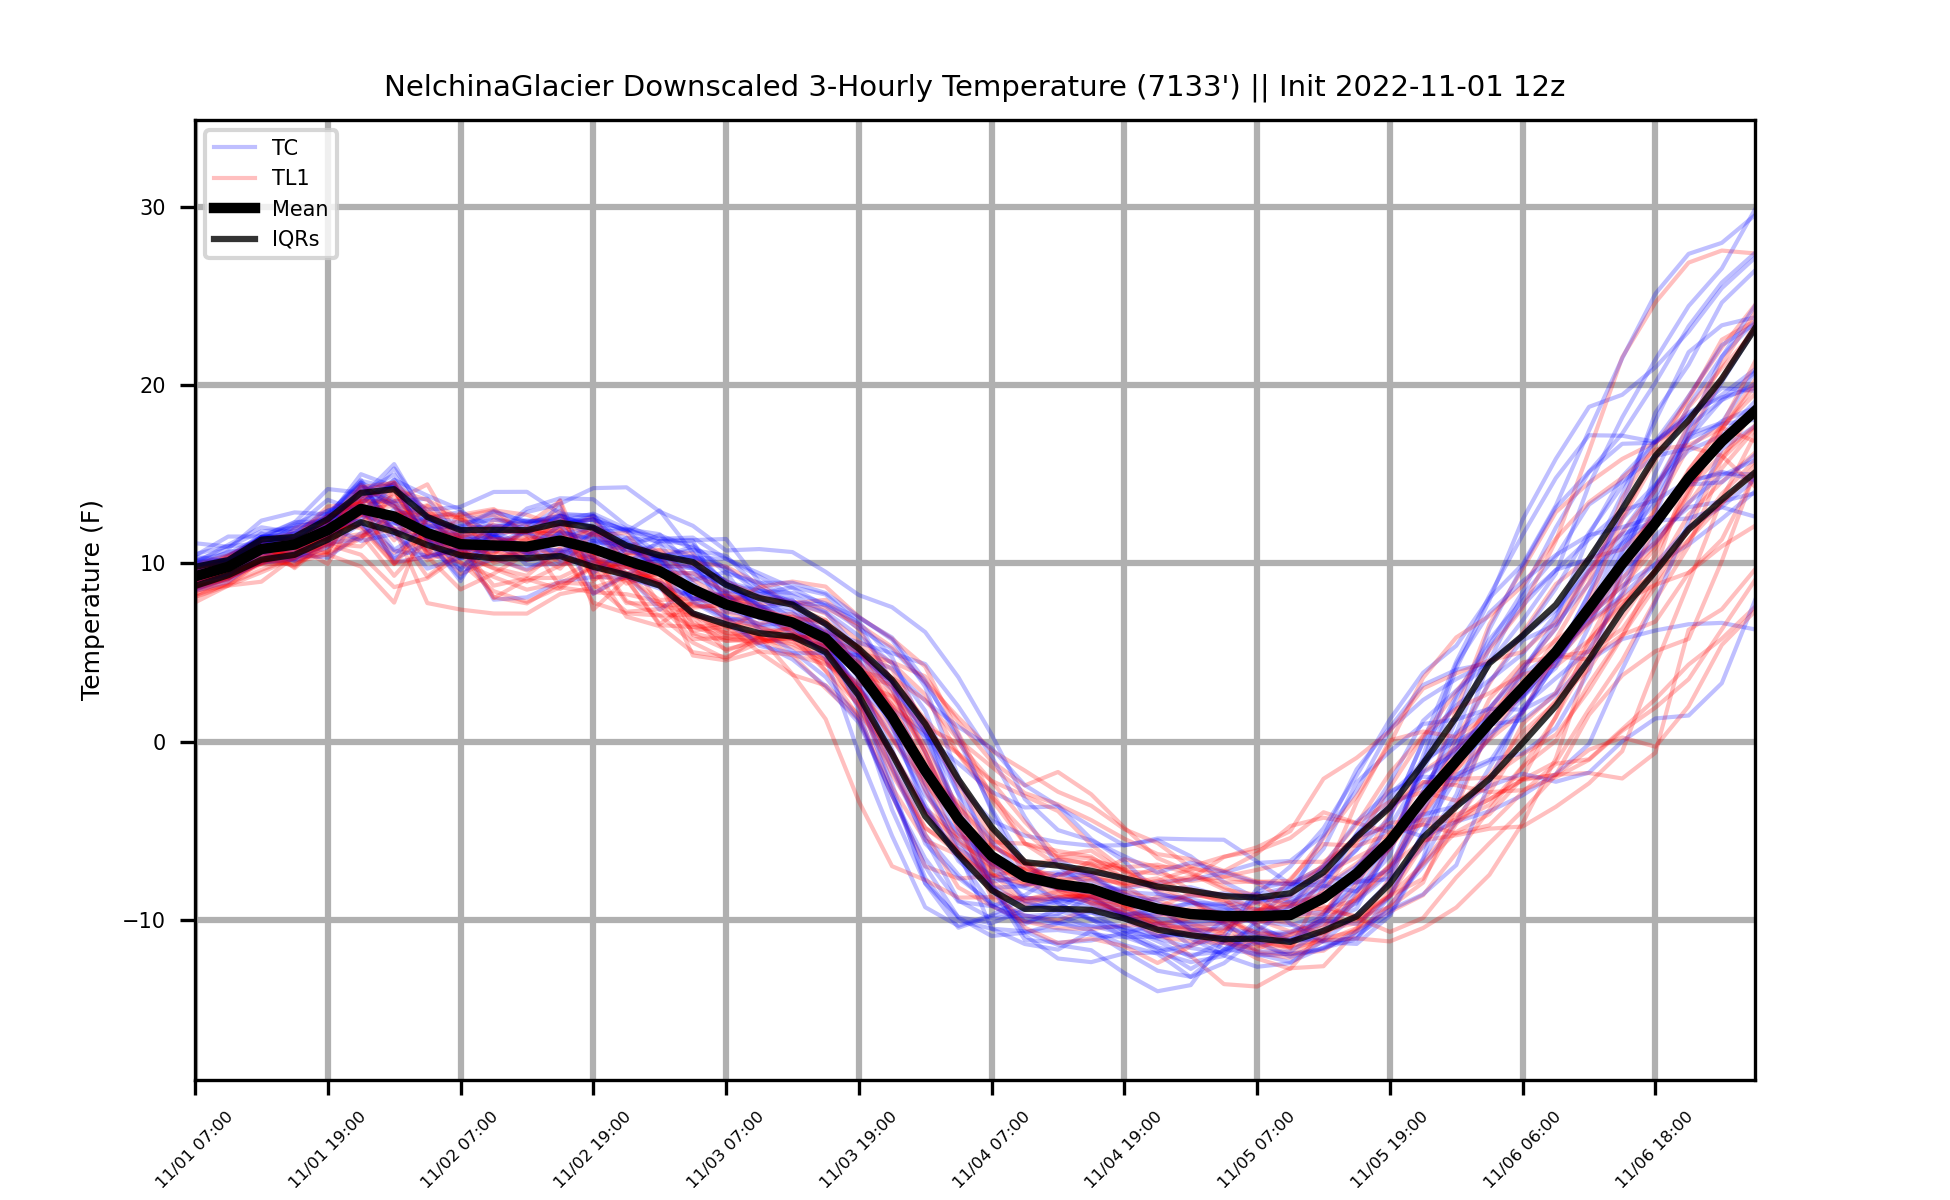 NelchinaGlacier Downscaled 3-Hourly Temperature (7133') || Init 2022-11-01 12z
TC
TL1
Mean
IQRs
Temperature (F)
30
20
10
0
−10
11/01 07:00
11/01 19:00
11/02 07:00
11/02 19:00
11/03 07:00
11/03 19:00
11/04 07:00
11/04 19:00
11/05 07:00
11/05 19:00
11/06 06:00
11/06 18:00